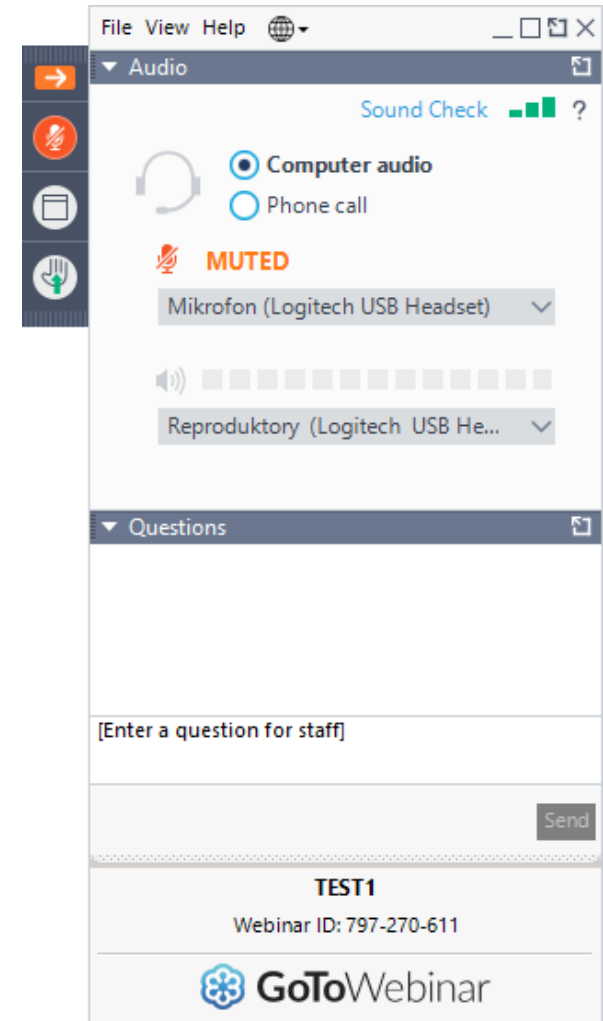 File View Help
Audio
Sound Check ?
Computer audio
Phone call
MUTED
Mikrofon (Logitech USB Headset)
Reproduktory (Logitech USB He...
Questions
[Enter a question for staff]
Send
TEST1
Webinar ID: 797-270-611
GoToWebinar